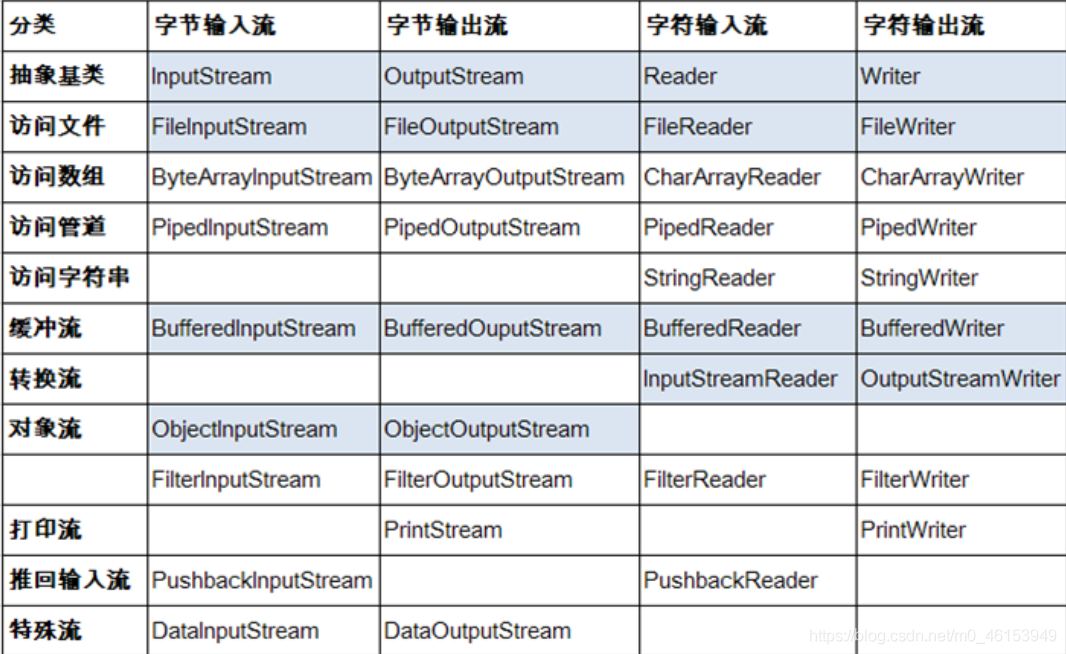 分类 字节输入流 字节输出流 字符输入流 字符输出流
抽象基类 InputStream OutputStream Reader Writer
访问文件 FileInputStream FileOutputStream FileReader FileWriter
访问数组 ByteArrayInputStream ByteArrayOutputStream CharArrayReader CharArrayWriter
访问管道 PipedInputStream PipedOutputStream PipedReader PipedWriter
访问字符串 StringReader StringWriter
缓冲流 BufferedInputStream BufferedOuputStream BufferedReader BufferedWriter
转换流 InputStreamReader OutputStreamWriter
对象流 ObjectInputStream ObjectOutputStream
FilterInputStream FilterOutputStream FilterReader FilterWriter
打印流 PrintStream PrintWriter
推回输入流 PushbackInputStream PushbackReader
特殊流 DataInputStream DataOutputStream
https://blog.csdn.net/m0_46153949